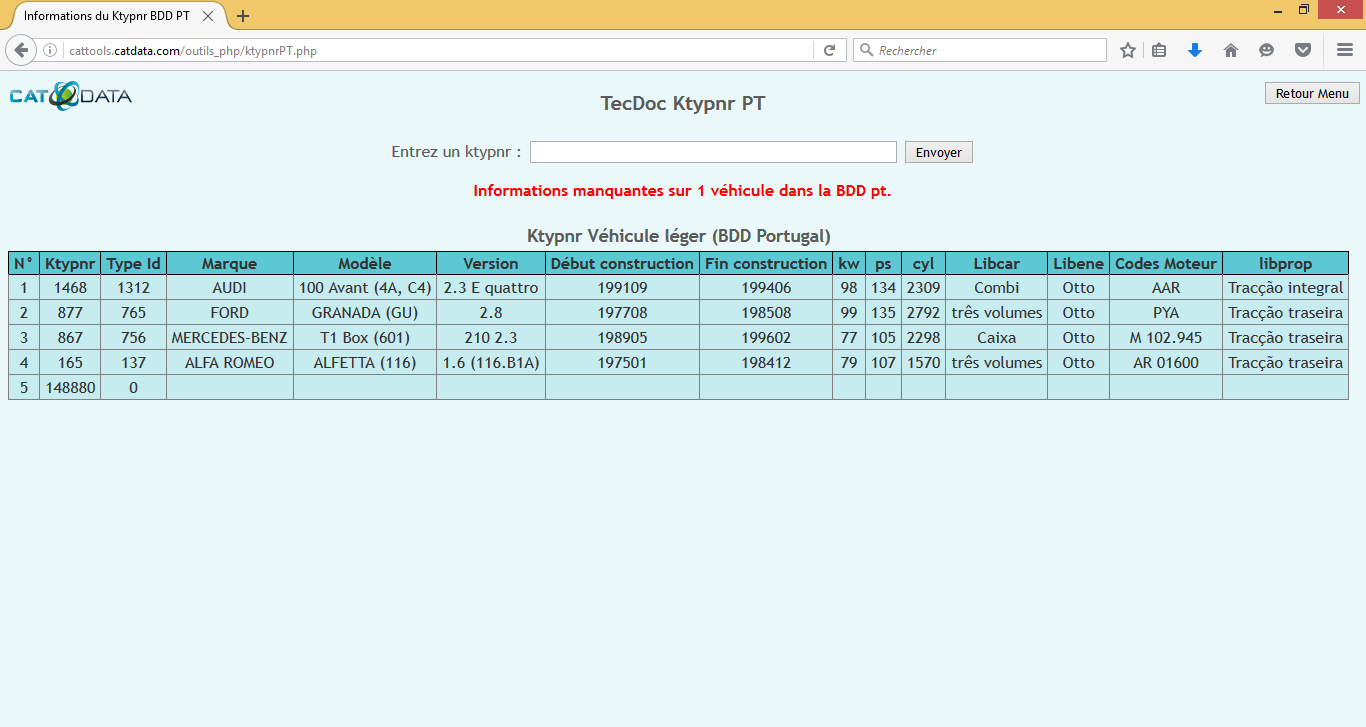 Informations du Ktypnr BDD PT
cattools.catdata.com/outils_php/ktypnrPT.php
Rechercher
CAT DATA
TecDoc Ktypnr PT
Retour Menu
Entrez un ktypnr :
Envoyer
Informations manquantes sur 1 véhicule dans la BDD pt.
Ktypnr Véhicule léger (BDD Portugal)
N° Ktypnr Type Id Marque Modèle Version Début construction Fin construction kw ps cyl Libcar Libene Codes Moteur libprop
1 1468 1312 AUDI 100 Avant (4A, C4) 2.3 E quattro 199109 199406 98 134 2309 Combi Otto AAR Tracção integral
2 877 765 FORD GRANADA (GU) 2.8 197708 198508 99 135 2792 três volumes Otto PYA Tracção traseira
3 867 756 MERCEDES-BENZ T1 Box (601) 210 2.3 198905 199602 77 105 2298 Caixa Otto M 102.945 Tracção traseira
4 165 137 ALFA ROMEO ALFETTA (116) 1.6 (116.B1A) 197501 198412 79 107 1570 três volumes Otto AR 01600 Tracção traseira
5 148880 0